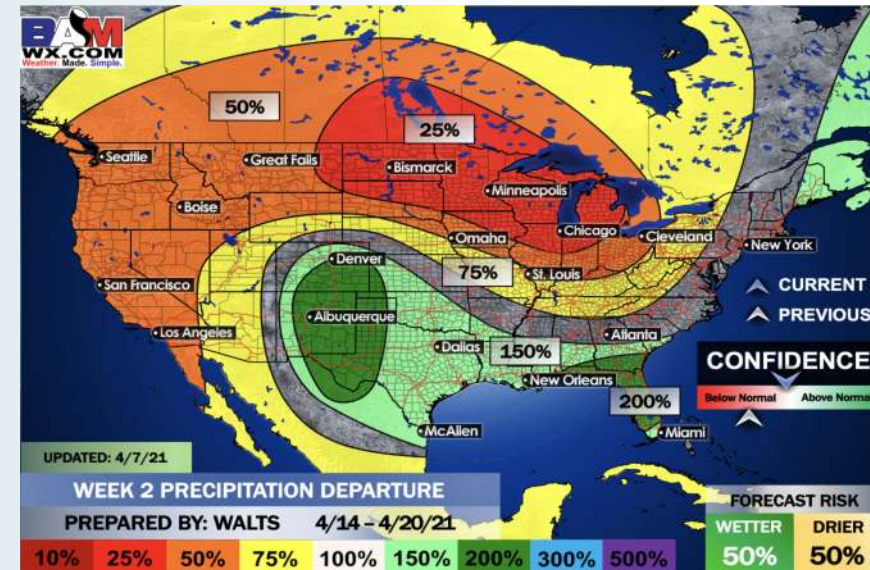 BAM
WX.COM
Weather. Made. Simple.
50%
25%
Seattle
Great Falls
Bismarck
Minneapolis
Boise
Chicago
Cleveland
Omaha
New York
Denver
75%
St. Louis
San Francisco
CURRENT
Albuquerque
PREVIOUS
Los Angeles
Atlanta
Dallas
150%
CONFIDENCE
New Orleans
Below Normal
Above Norma
200%
McAllen
Miami
UPDATED: 4/7/21
WEEK 2 PRECIPITATION DEPARTURE
FORECAST RISK
PREPARED BY: WALTS 4/14 – 4/20/21
WETTER
DRIER
50%
50%
10% 25% 50% 75% 100% 150% 200% 300% 500%